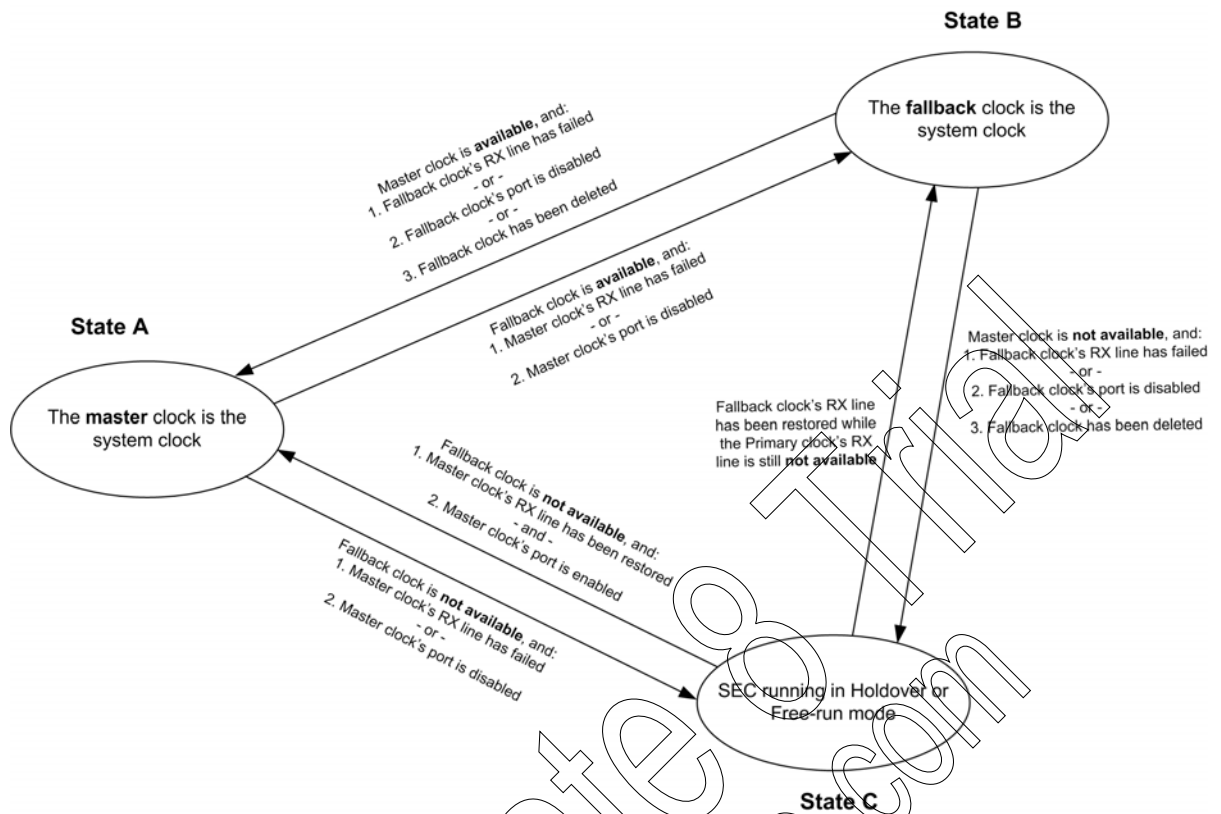 State B
The fallback clock is the
system clock
Master clock is available, and:
1. Fallback clock's RX line has failed
- or -
2. Fallback clock's port is disabled
- or -
3. Fallback clock has been deleted
Fallback clock is available, and:
1. Master clock's RX line has failed
- or -
2. Master clock's port is disabled
State A
The master clock is the
system clock
Master clock is not available, and:
1. Fallback clock's RX line has failed
- or -
2. Fallback clock's port is disabled
- or -
3. Fallback clock has been deleted
Fallback clock's RX line
has been restored while
the Primary clock's RX
line is still not available
Fallback clock is not available, and:
1. Master clock's RX line has been restored
- and -
2. Master clock's port is enabled
Fallback clock is not available, and:
1. Master clock's RX line has failed
- or -
2. Master clock's port is disabled
SEC running in Holdover or
Free-run mode
State C
Trial